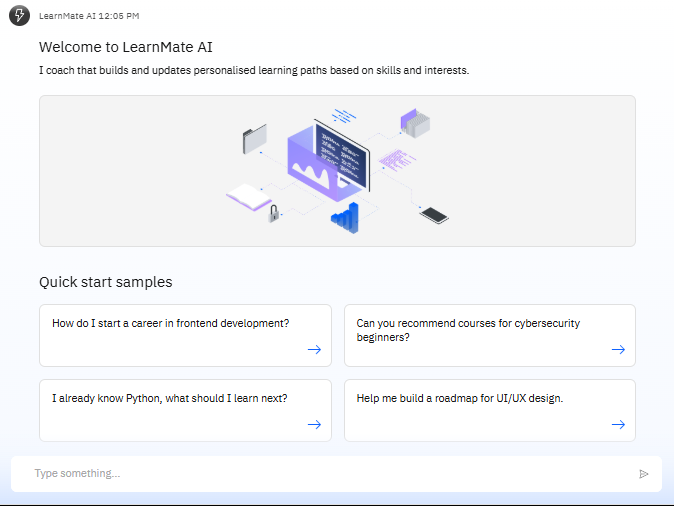 LearnMate AI 12:05 PM
Welcome to LearnMate AI
I coach that builds and updates personalised learning paths based on skills and interests.
Quick start samples
How do I start a career in frontend development?
Can you recommend courses for cybersecurity
beginners?
I already know Python, what should I learn next?
Help me build a roadmap for UI/UX design.
Type something...